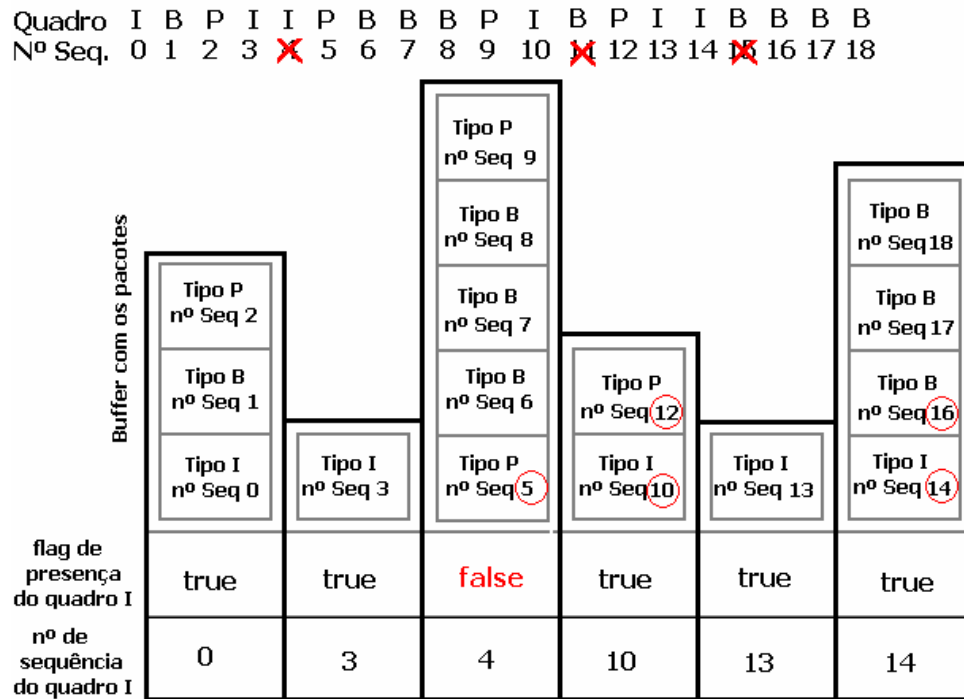 Quadro I B P I I P B B B P I B P I I B B B B
Nº Seq. 0 1 2 3 4 5 6 7 8 9 10 11 12 13 14 15 16 17 18
Buffer com os pacotes
Tipo P
nº Seq 2
Tipo B
nº Seq 1
Tipo I
nº Seq 0
Tipo I
nº Seq 3
Tipo P
nº Seq 9
Tipo B
nº Seq 8
Tipo B
nº Seq 7
Tipo B
nº Seq 6
Tipo P
nº Seq 5
Tipo P
nº Seq 12
Tipo I
nº Seq 10
Tipo I
nº Seq 13
Tipo B
nº Seq 18
Tipo B
nº Seq 17
Tipo B
nº Seq 16
Tipo I
nº Seq 14
flag de
presença
do quadro I
true true false true true true
nº de
sequência
do quadro I
0 3 4 10 13 14